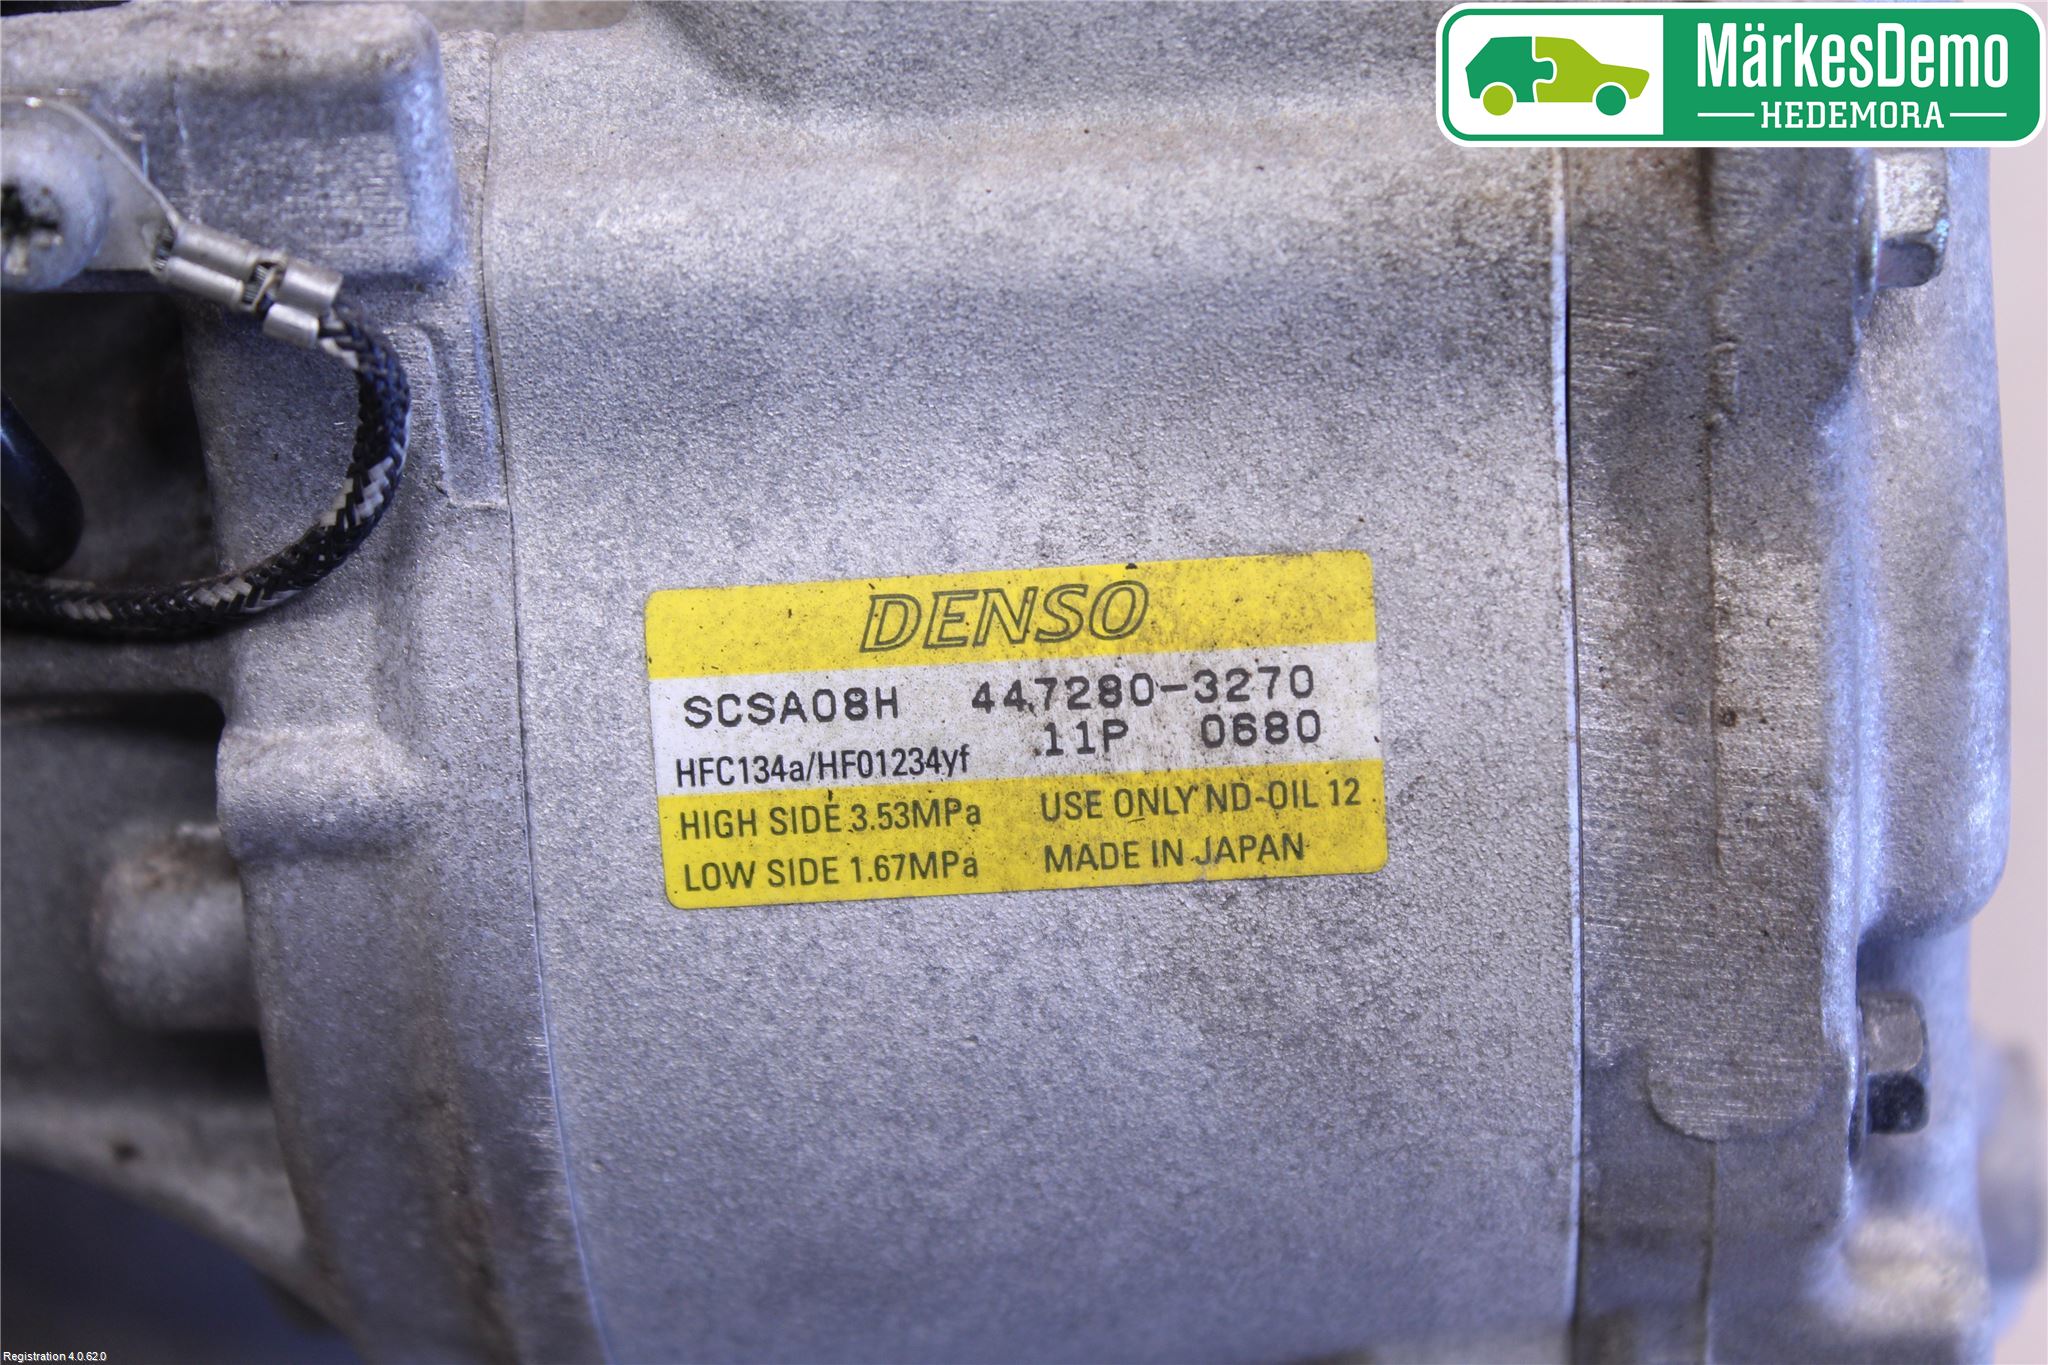 MärkesDemo
HEDEMORA
DENSO
SCSA08H 447280-3270
11P 0680
HFC134a/HFO1234yf
HIGH SIDE 3.53MPa USE ONLY ND-OIL 12
LOW SIDE 1.67MPa MADE IN JAPAN
Registration 4.0.62.0